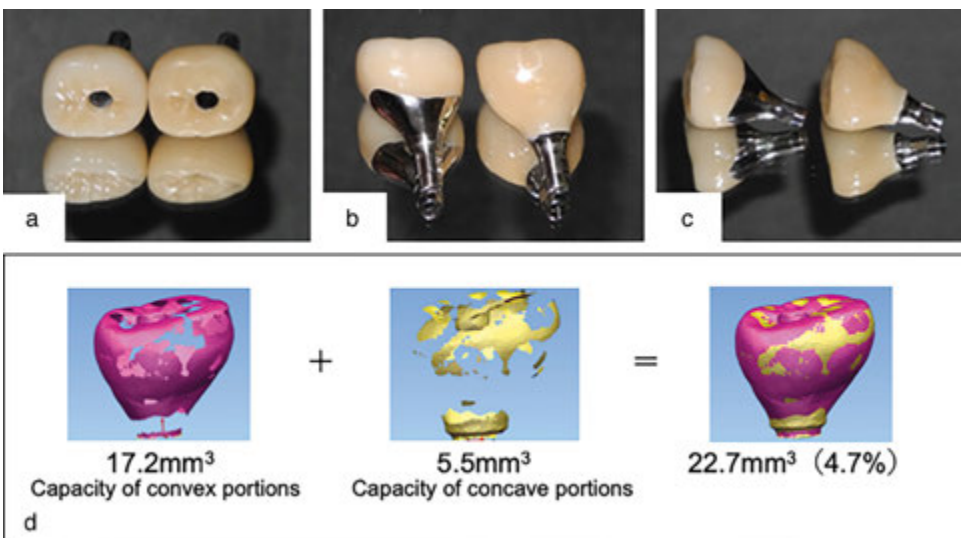 a
b
c
+
=
17.2mm³
5.5mm³
22.7mm³ (4.7%)
Capacity of convex portions
Capacity of concave portions
d